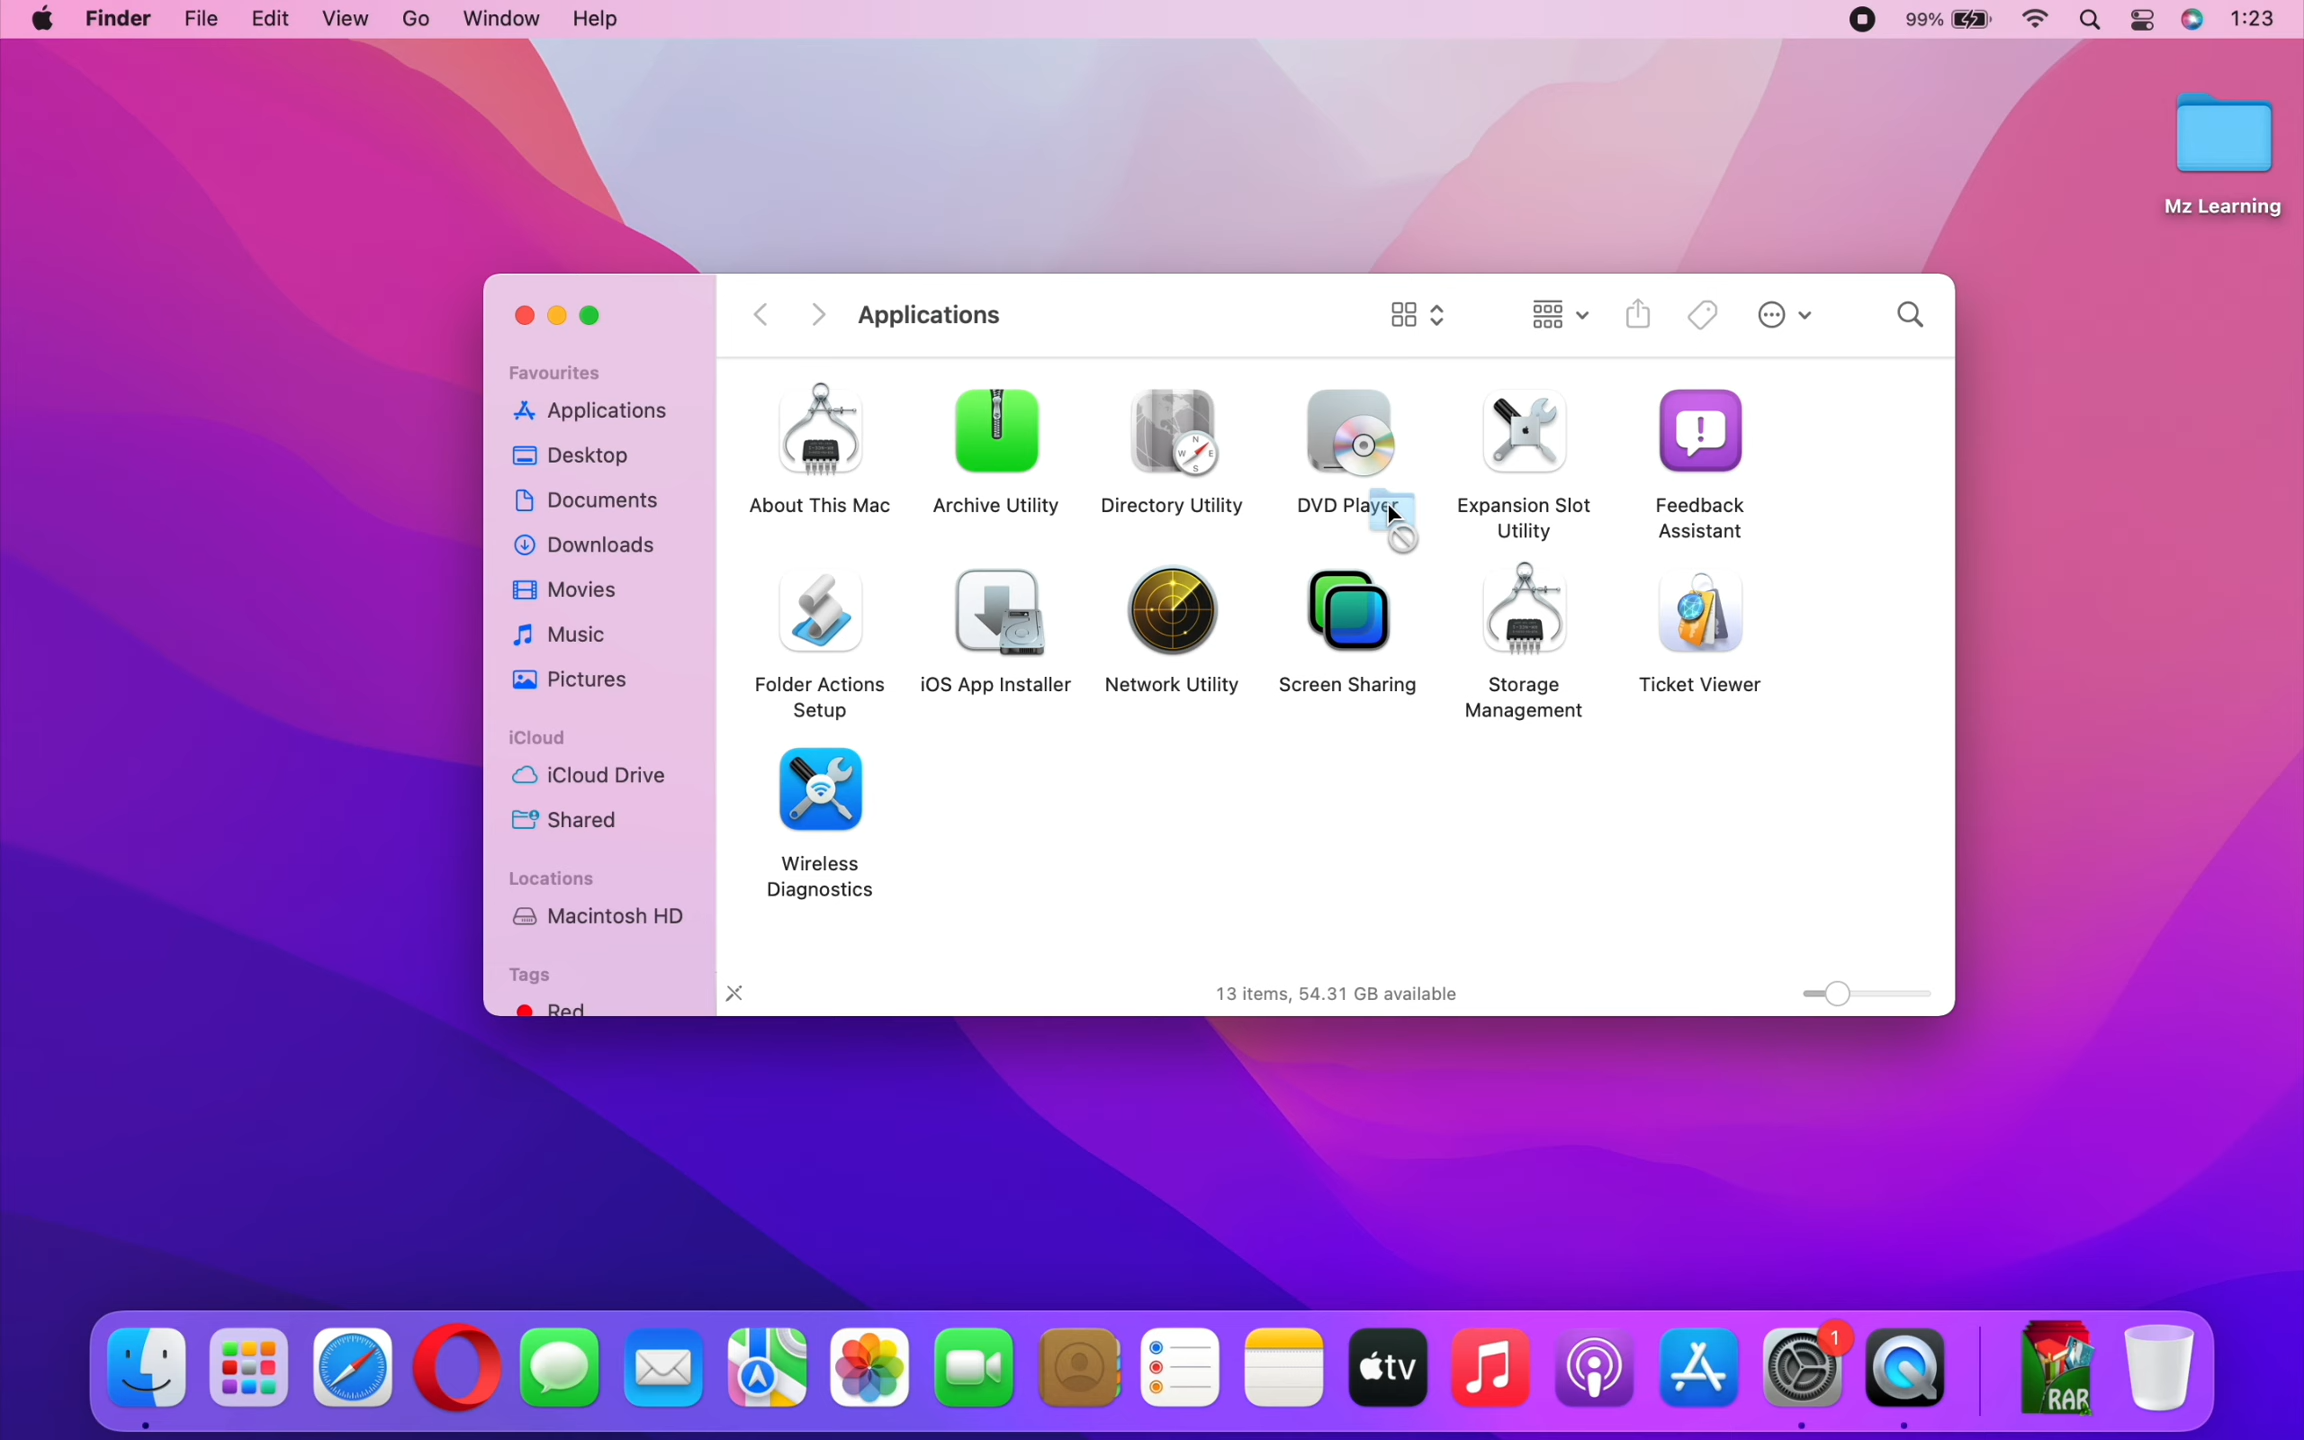 Finder File Edit View Go Window Help 99% 1:23
Mz Learning
Applications
Favourites
Applications
Desktop
Documents
Downloads
Movies
Music
Pictures
iCloud
iCloud Drive
Shared
Locations
Macintosh HD
Tags
Red
About This Mac
Archive Utility
Directory Utility
DVD Player
Expansion Slot
Utility
Feedback
Assistant
Folder Actions
Setup
iOS App Installer
Network Utility
Screen Sharing
Storage
Management
Ticket Viewer
Wireless
Diagnostics
13 items, 54.31 GB available
tv
1
RAR